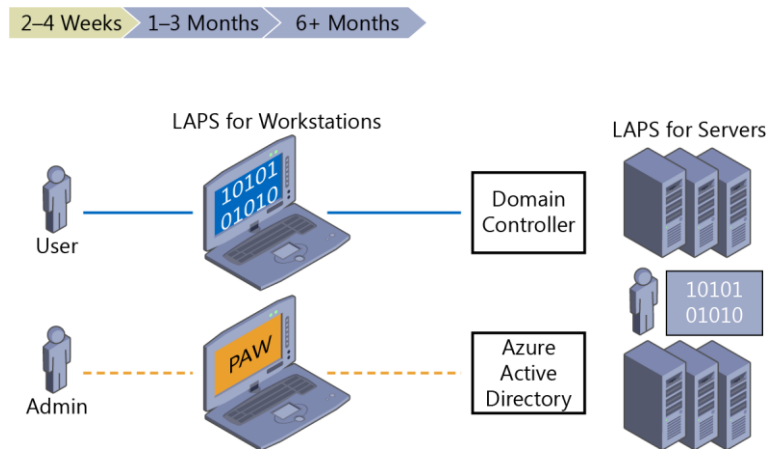 2–4 Weeks
1–3 Months
6+ Months
LAPS for Workstations
LAPS for Servers
10101
01010
User
Domain
Controller
10101
01010
PAW
Admin
Azure
Active
Directory